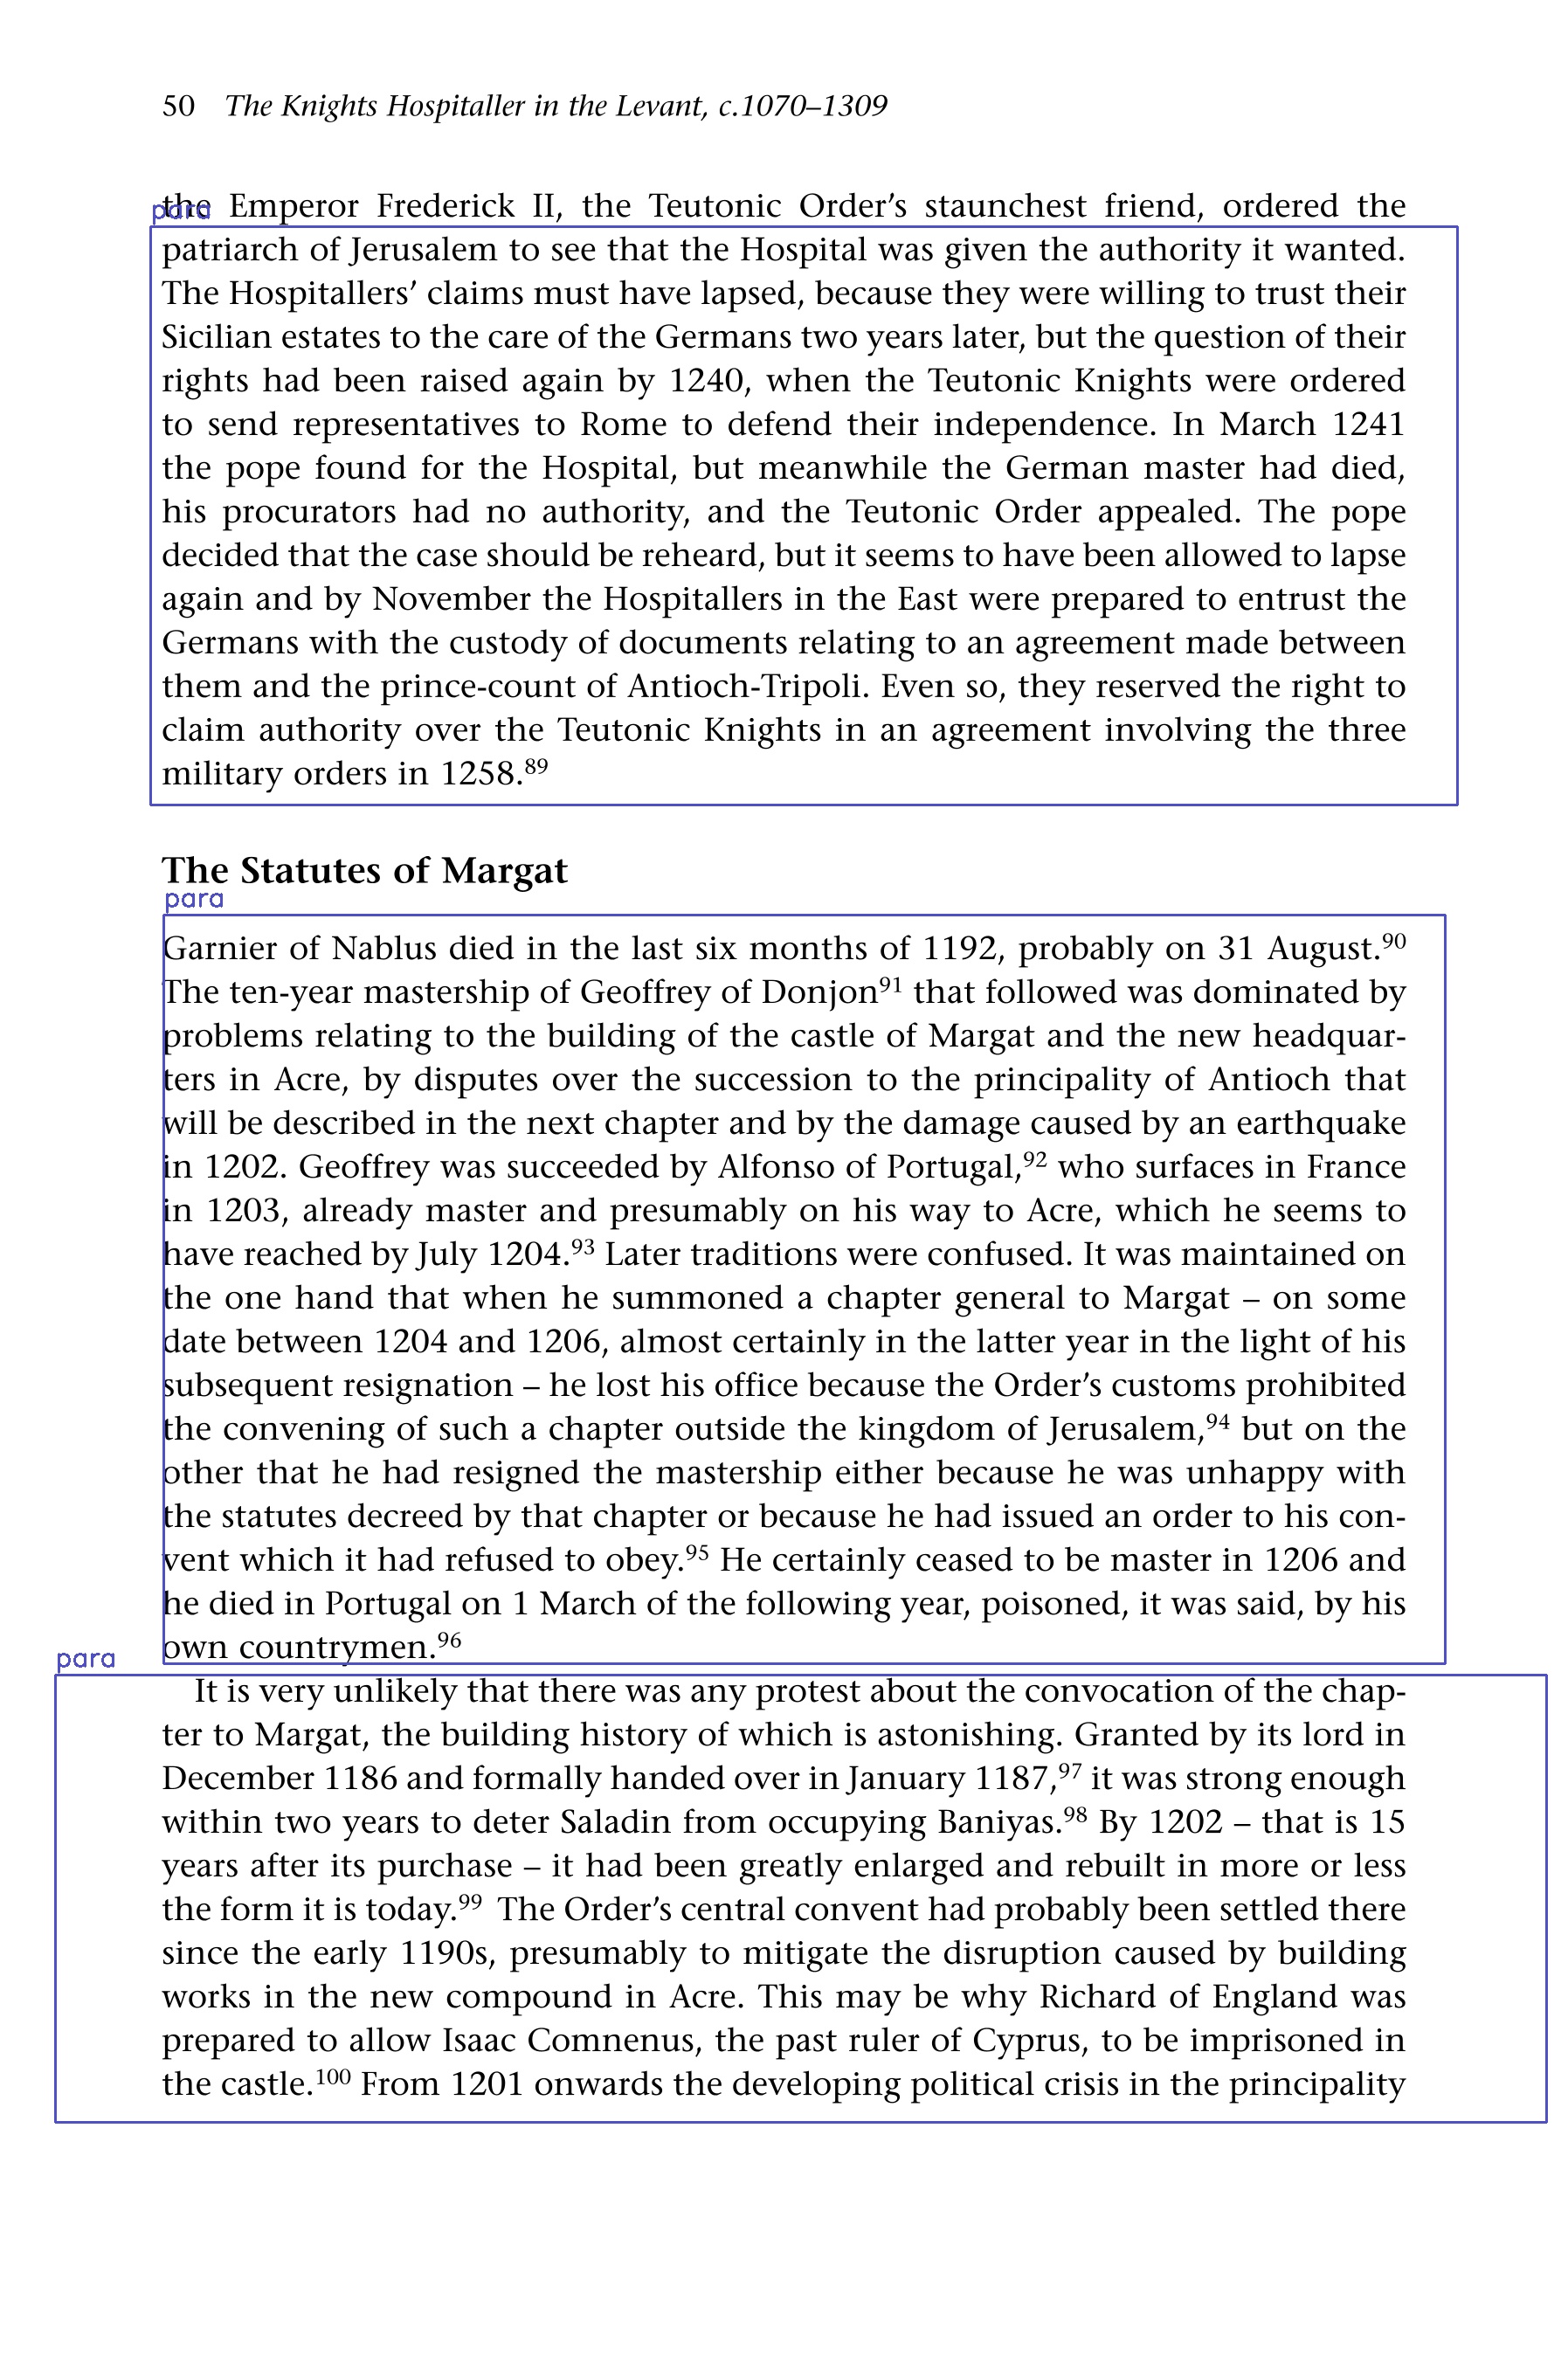 50 The Knights Hospitaller in the Levant, c.1070–1309
the Emperor Frederick II, the Teutonic Order’s staunchest friend, ordered the
para
patriarch of Jerusalem to see that the Hospital was given the authority it wanted.
The Hospitallers’ claims must have lapsed, because they were willing to trust their
Sicilian estates to the care of the Germans two years later, but the question of their
rights had been raised again by 1240, when the Teutonic Knights were ordered
to send representatives to Rome to defend their independence. In March 1241
the pope found for the Hospital, but meanwhile the German master had died,
his procurators had no authority, and the Teutonic Order appealed. The pope
decided that the case should be reheard, but it seems to have been allowed to lapse
again and by November the Hospitallers in the East were prepared to entrust the
Germans with the custody of documents relating to an agreement made between
them and the prince-count of Antioch-Tripoli. Even so, they reserved the right to
claim authority over the Teutonic Knights in an agreement involving the three
military orders in 1258.⁸⁹
The Statutes of Margat
para
Garnier of Nablus died in the last six months of 1192, probably on 31 August.⁹⁰
The ten-year mastership of Geoffrey of Donjon⁹¹ that followed was dominated by
problems relating to the building of the castle of Margat and the new headquar-
ters in Acre, by disputes over the succession to the principality of Antioch that
will be described in the next chapter and by the damage caused by an earthquake
in 1202. Geoffrey was succeeded by Alfonso of Portugal,⁹² who surfaces in France
in 1203, already master and presumably on his way to Acre, which he seems to
have reached by July 1204.⁹³ Later traditions were confused. It was maintained on
the one hand that when he summoned a chapter general to Margat – on some
date between 1204 and 1206, almost certainly in the latter year in the light of his
subsequent resignation – he lost his office because the Order’s customs prohibited
the convening of such a chapter outside the kingdom of Jerusalem,⁹⁴ but on the
other that he had resigned the mastership either because he was unhappy with
the statutes decreed by that chapter or because he had issued an order to his con-
vent which it had refused to obey.⁹⁵ He certainly ceased to be master in 1206 and
he died in Portugal on 1 March of the following year, poisoned, it was said, by his
own countrymen.⁹⁶
para
It is very unlikely that there was any protest about the convocation of the chap-
ter to Margat, the building history of which is astonishing. Granted by its lord in
December 1186 and formally handed over in January 1187,⁹⁷ it was strong enough
within two years to deter Saladin from occupying Baniyas.⁹⁸ By 1202 – that is 15
years after its purchase – it had been greatly enlarged and rebuilt in more or less
the form it is today.⁹⁹ The Order’s central convent had probably been settled there
since the early 1190s, presumably to mitigate the disruption caused by building
works in the new compound in Acre. This may be why Richard of England was
prepared to allow Isaac Comnenus, the past ruler of Cyprus, to be imprisoned in
the castle.¹⁰⁰ From 1201 onwards the developing political crisis in the principality